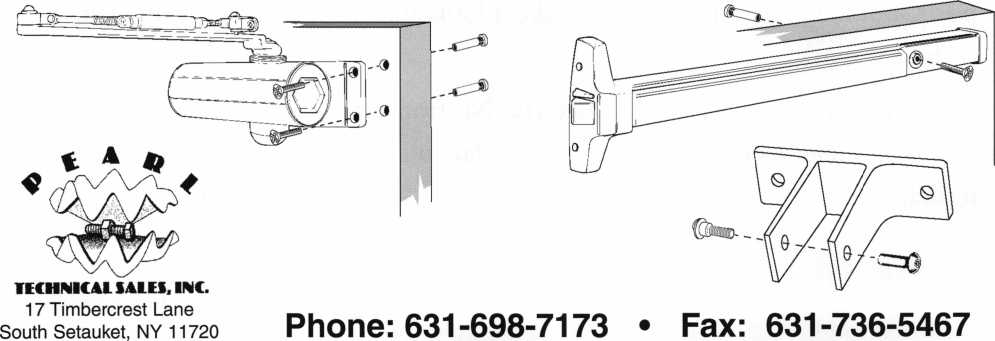 PEARL
TECHNICAL SALES, INC.
17 Timbercrest Lane
South Setauket, NY 11720
Phone: 631-698-7173 • Fax: 631-736-5467